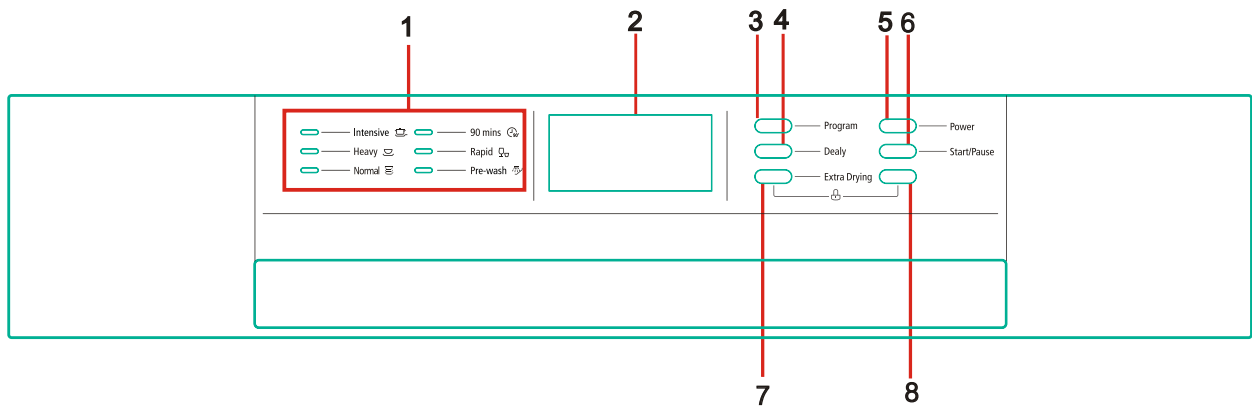 1 2 3 4 5 6
Intensive 90 mins Program Power
Heavy Rapid Dealy Start/Pause
Normal Pre-wash Extra Drying
7 8